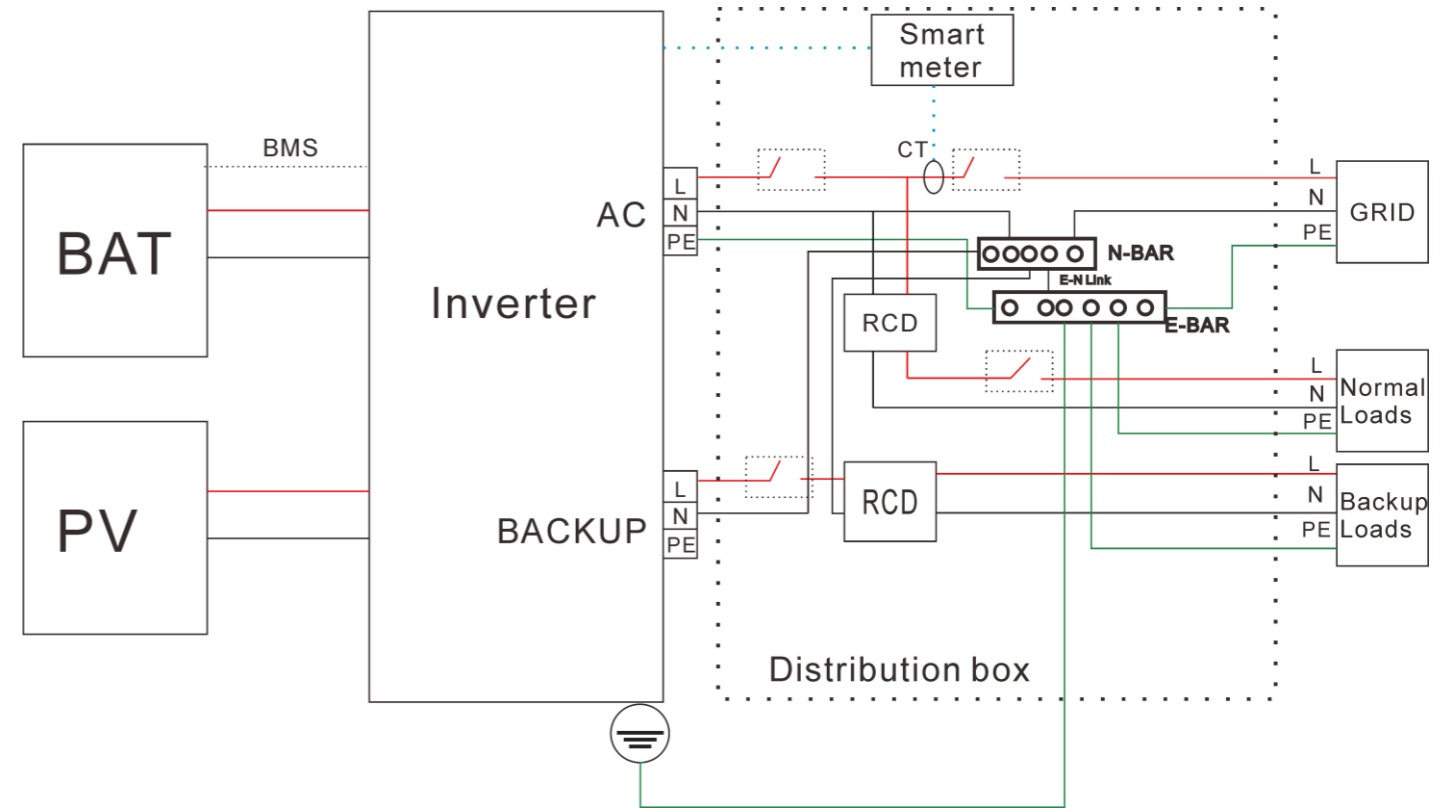 Smart
meter
BMS
CT
BAT
AC
L
N
PE
L
N
PE
GRID
N-BAR
E-N Link
E-BAR
Inverter
RCD
L
N
PE
Normal
Loads
PV
BACKUP
L
N
PE
RCD
L
N
PE
Backup
Loads
Distribution box